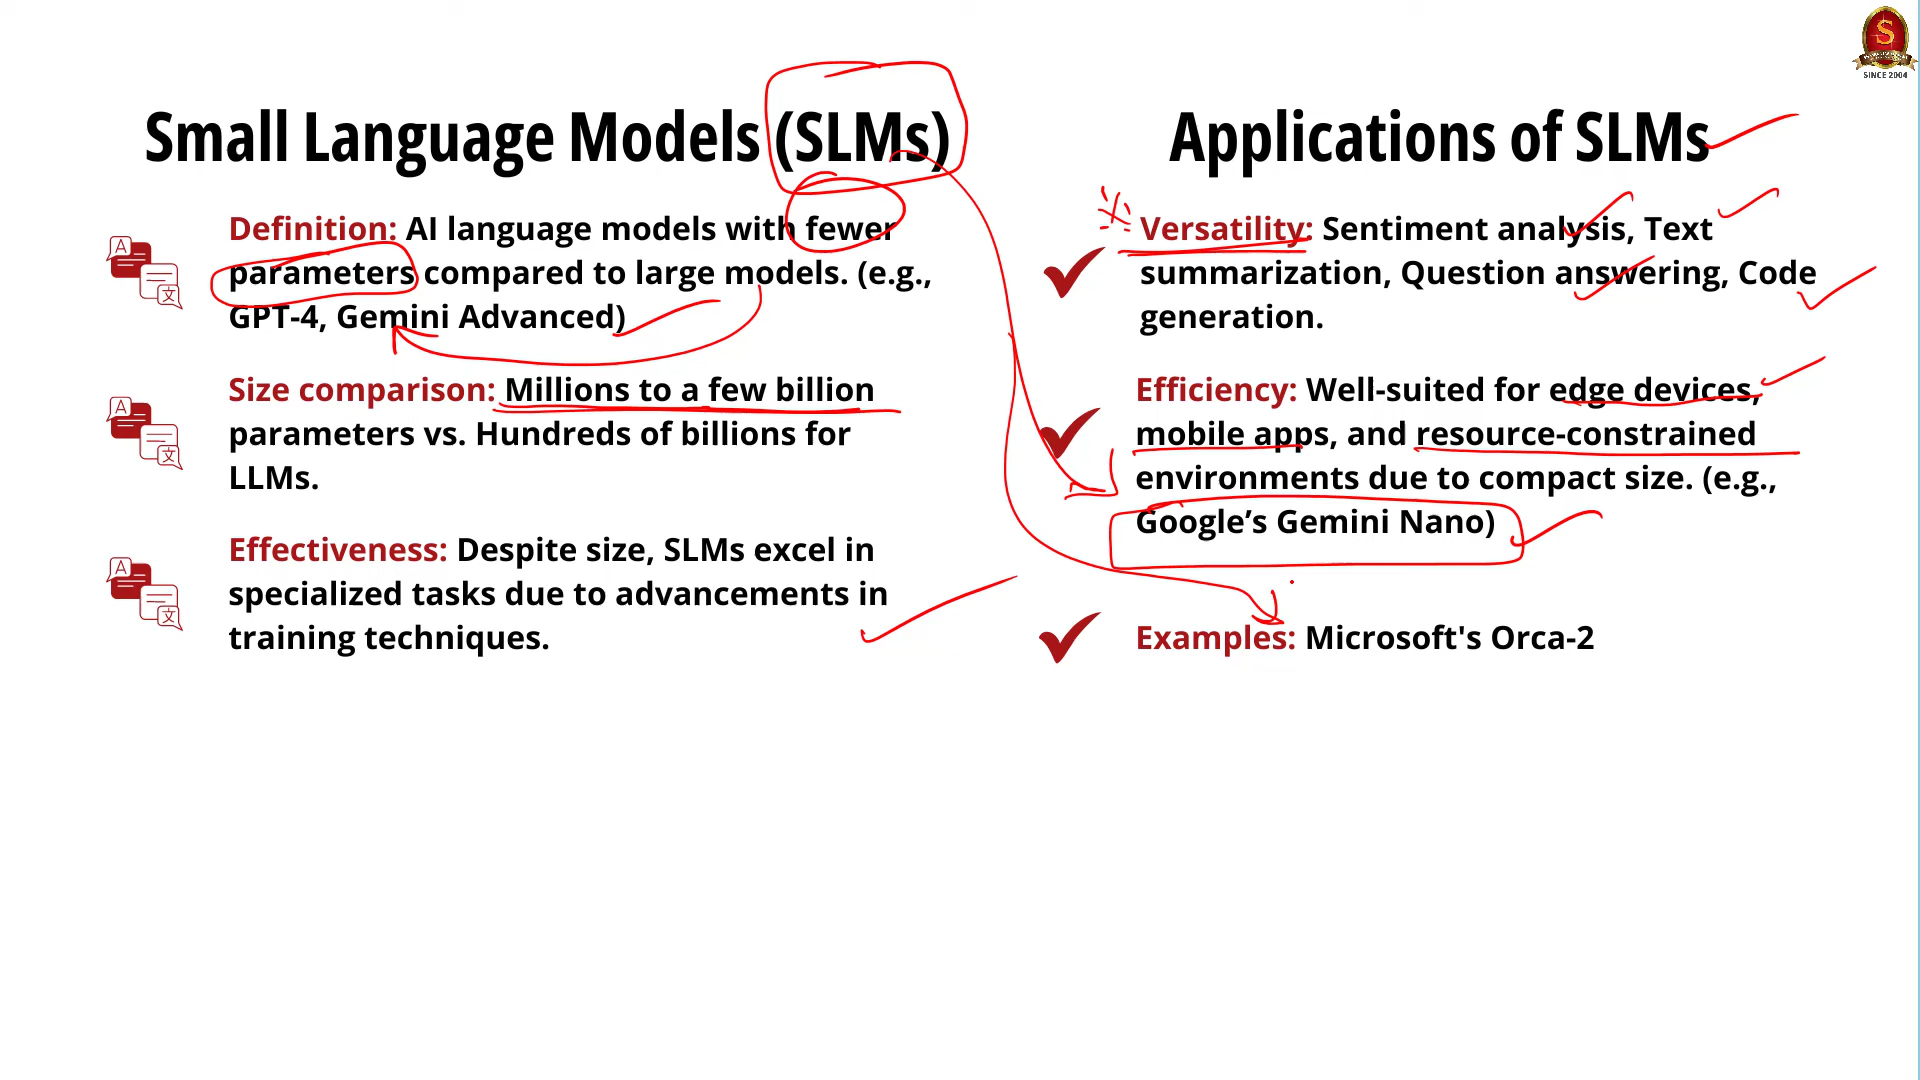 Small Language Models (SLMs)
Definition: AI language models with fewer
parameters compared to large models. (e.g.,
GPT-4, Gemini Advanced)
Size comparison: Millions to a few billion
parameters vs. Hundreds of billions for
LLMs.
Effectiveness: Despite size, SLMs excel in
specialized tasks due to advancements in
training techniques.
Applications of SLMs
Versatility: Sentiment analysis, Text
summarization, Question answering, Code
generation.
Efficiency: Well-suited for edge devices,
mobile apps, and resource-constrained
environments due to compact size. (e.g.,
Google’s Gemini Nano)
Examples: Microsoft's Orca-2
S
SINCE 2004